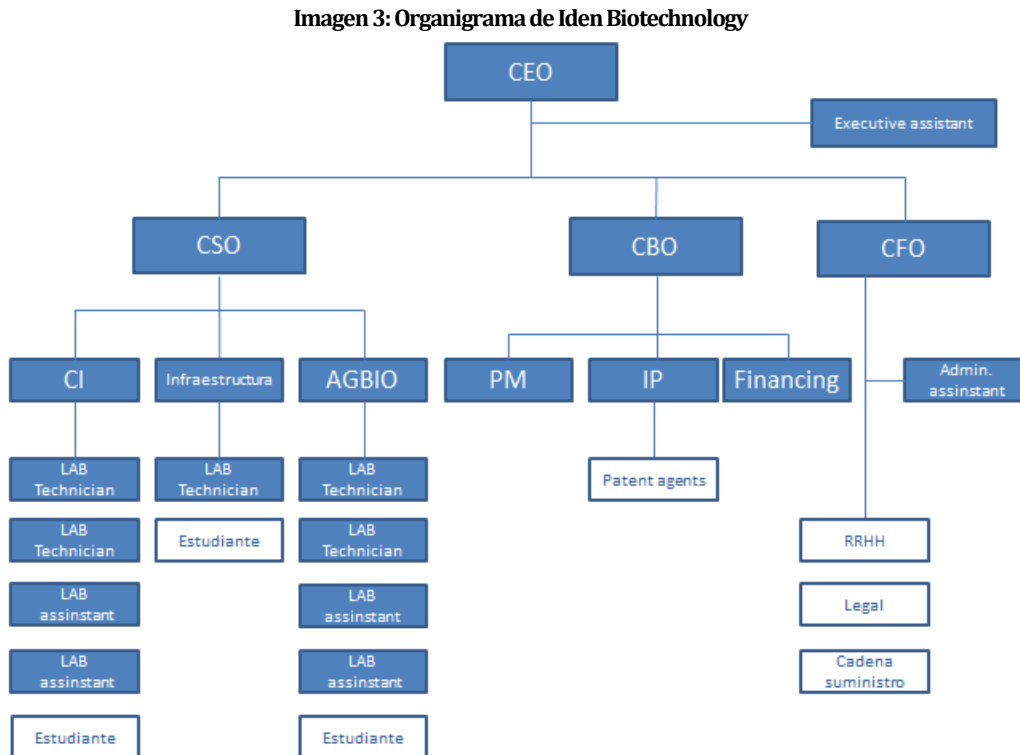 Imagen 3: Organigrama de Iden Biotechnology
CEO
Executive assistant
CSO
CBO
CFO
CI
Infraestructura
AGBIO
PM
IP
Financing
Admin.
assinstant
LAB
Technician
LAB
Technician
LAB
Technician
Patent agents
LAB
Technician
Estudiante
LAB
Technician
RRHH
LAB
assinstant
LAB
assinstant
Legal
LAB
assinstant
LAB
assinstant
Cadena
suministro
Estudiante
Estudiante